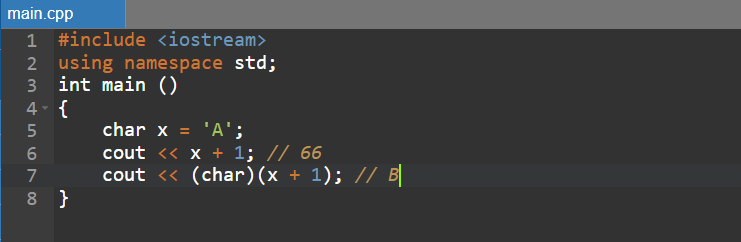 main.cpp
1 #include <iostream>
2 using namespace std;
3 int main ()
4 {
5     char x = 'A';
6     cout << x + 1; // 66
7     cout << (char)(x + 1); // B
8 }